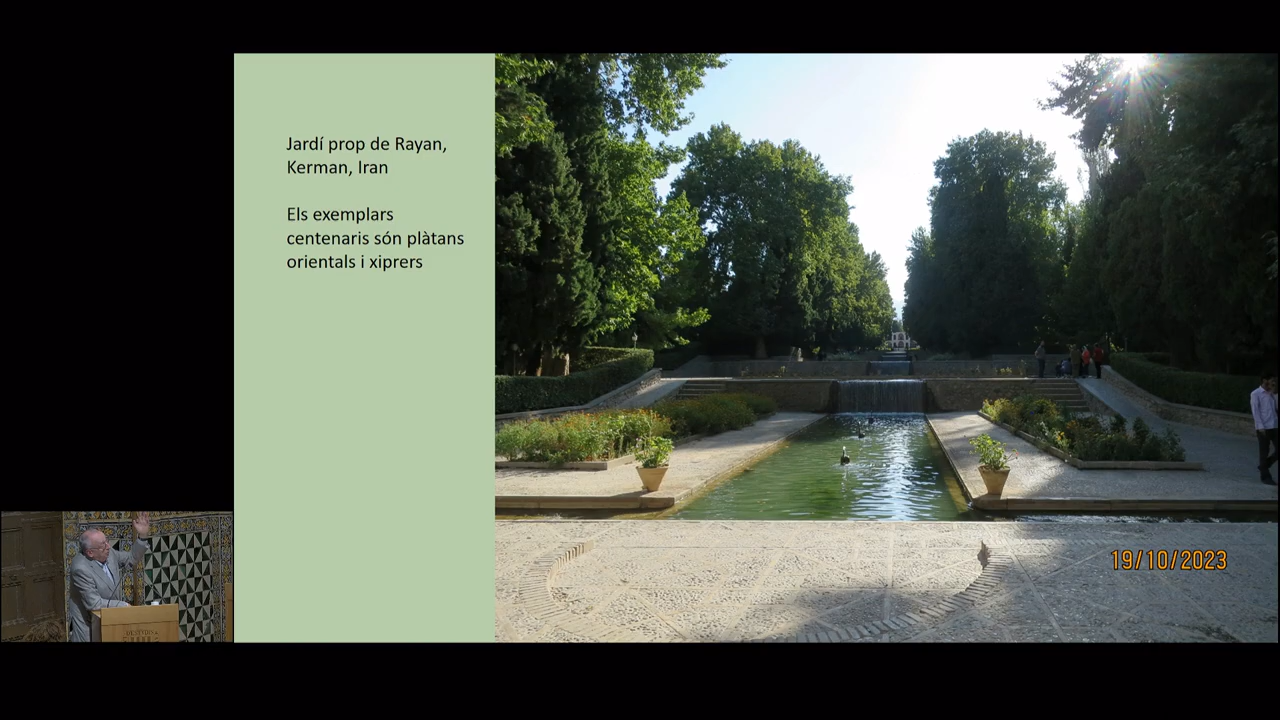 Jardí prop de Rayan,
Kerman, Iran
Els exemplars
centenaris són plàtans
orientals i xiprers
19/10/2023